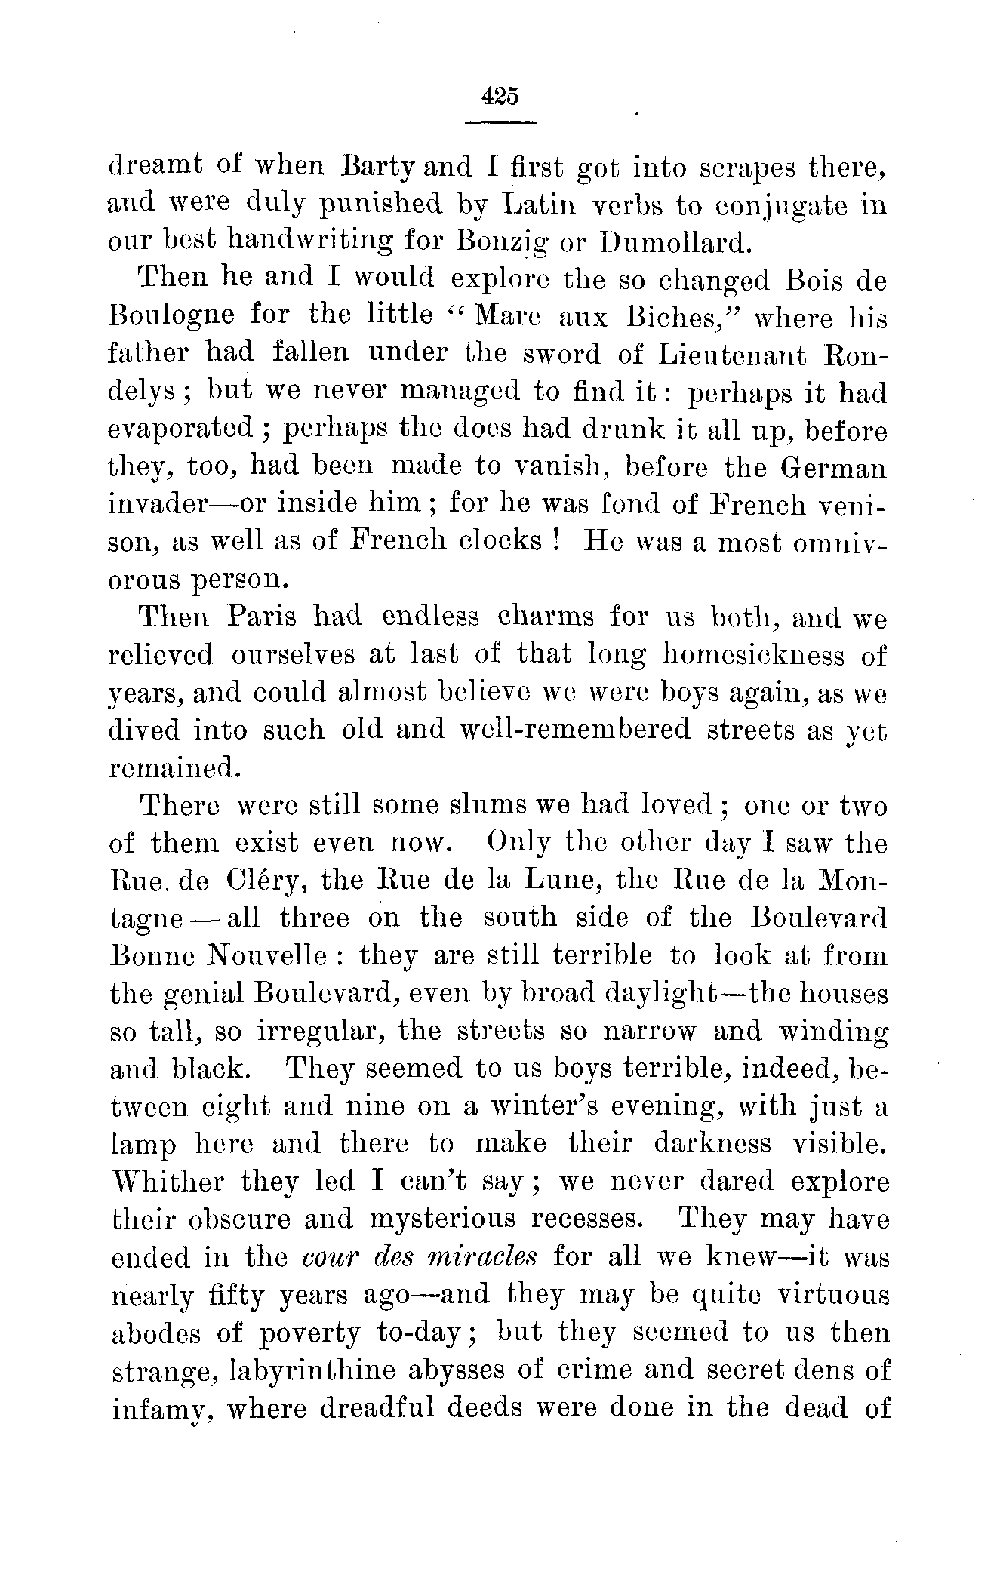 425
dreamt of when Barty and I first got into scrapes there,
and were duly punished by Latin verbs to conjugate in
our best handwriting for Bonzig or Dumollard.
Then he and I would explore the so changed Bois de
Boulogne for the little “ Mare aux Biches,” where his
father had fallen under the sword of Lieutenant Ron-
delys ; but we never managed to find it : perhaps it had
evaporated ; perhaps the does had drunk it all up, before
they, too, had been made to vanish, before the German
invader—or inside him ; for he was fond of French veni-
son, as well as of French clocks ! He was a most omniv-
orous person.
Then Paris had endless charms for us both, and we
relieved ourselves at last of that long homesickness of
years, and could almost believe we were boys again, as we
dived into such old and well-remembered streets as yet
remained.
There were still some slums we had loved ; one or two
of them exist even now. Only the other day I saw the
Rue de Cléry, the Rue de la Lune, the Rue de la Mon-
tagne — all three on the south side of the Boulevard
Bonne Nouvelle : they are still terrible to look at from
the genial Boulevard, even by broad daylight—the houses
so tall, so irregular, the streets so narrow and winding
and black. They seemed to us boys terrible, indeed, be-
tween eight and nine on a winter’s evening, with just a
lamp here and there to make their darkness visible.
Whither they led I can’t say ; we never dared explore
their obscure and mysterious recesses. They may have
ended in the cour des miracles for all we knew—it was
nearly fifty years ago—and they may be quite virtuous
abodes of poverty to-day ; but they seemed to us then
strange, labyrinthine abysses of crime and secret dens of
infamy, where dreadful deeds were done in the dead of